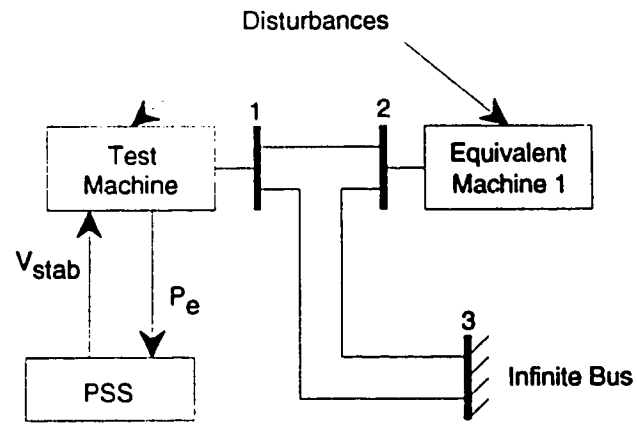 Disturbances
1
2
Test
Machine
Equivalent
Machine 1
Vstab
Pe
3
PSS
Infinite Bus